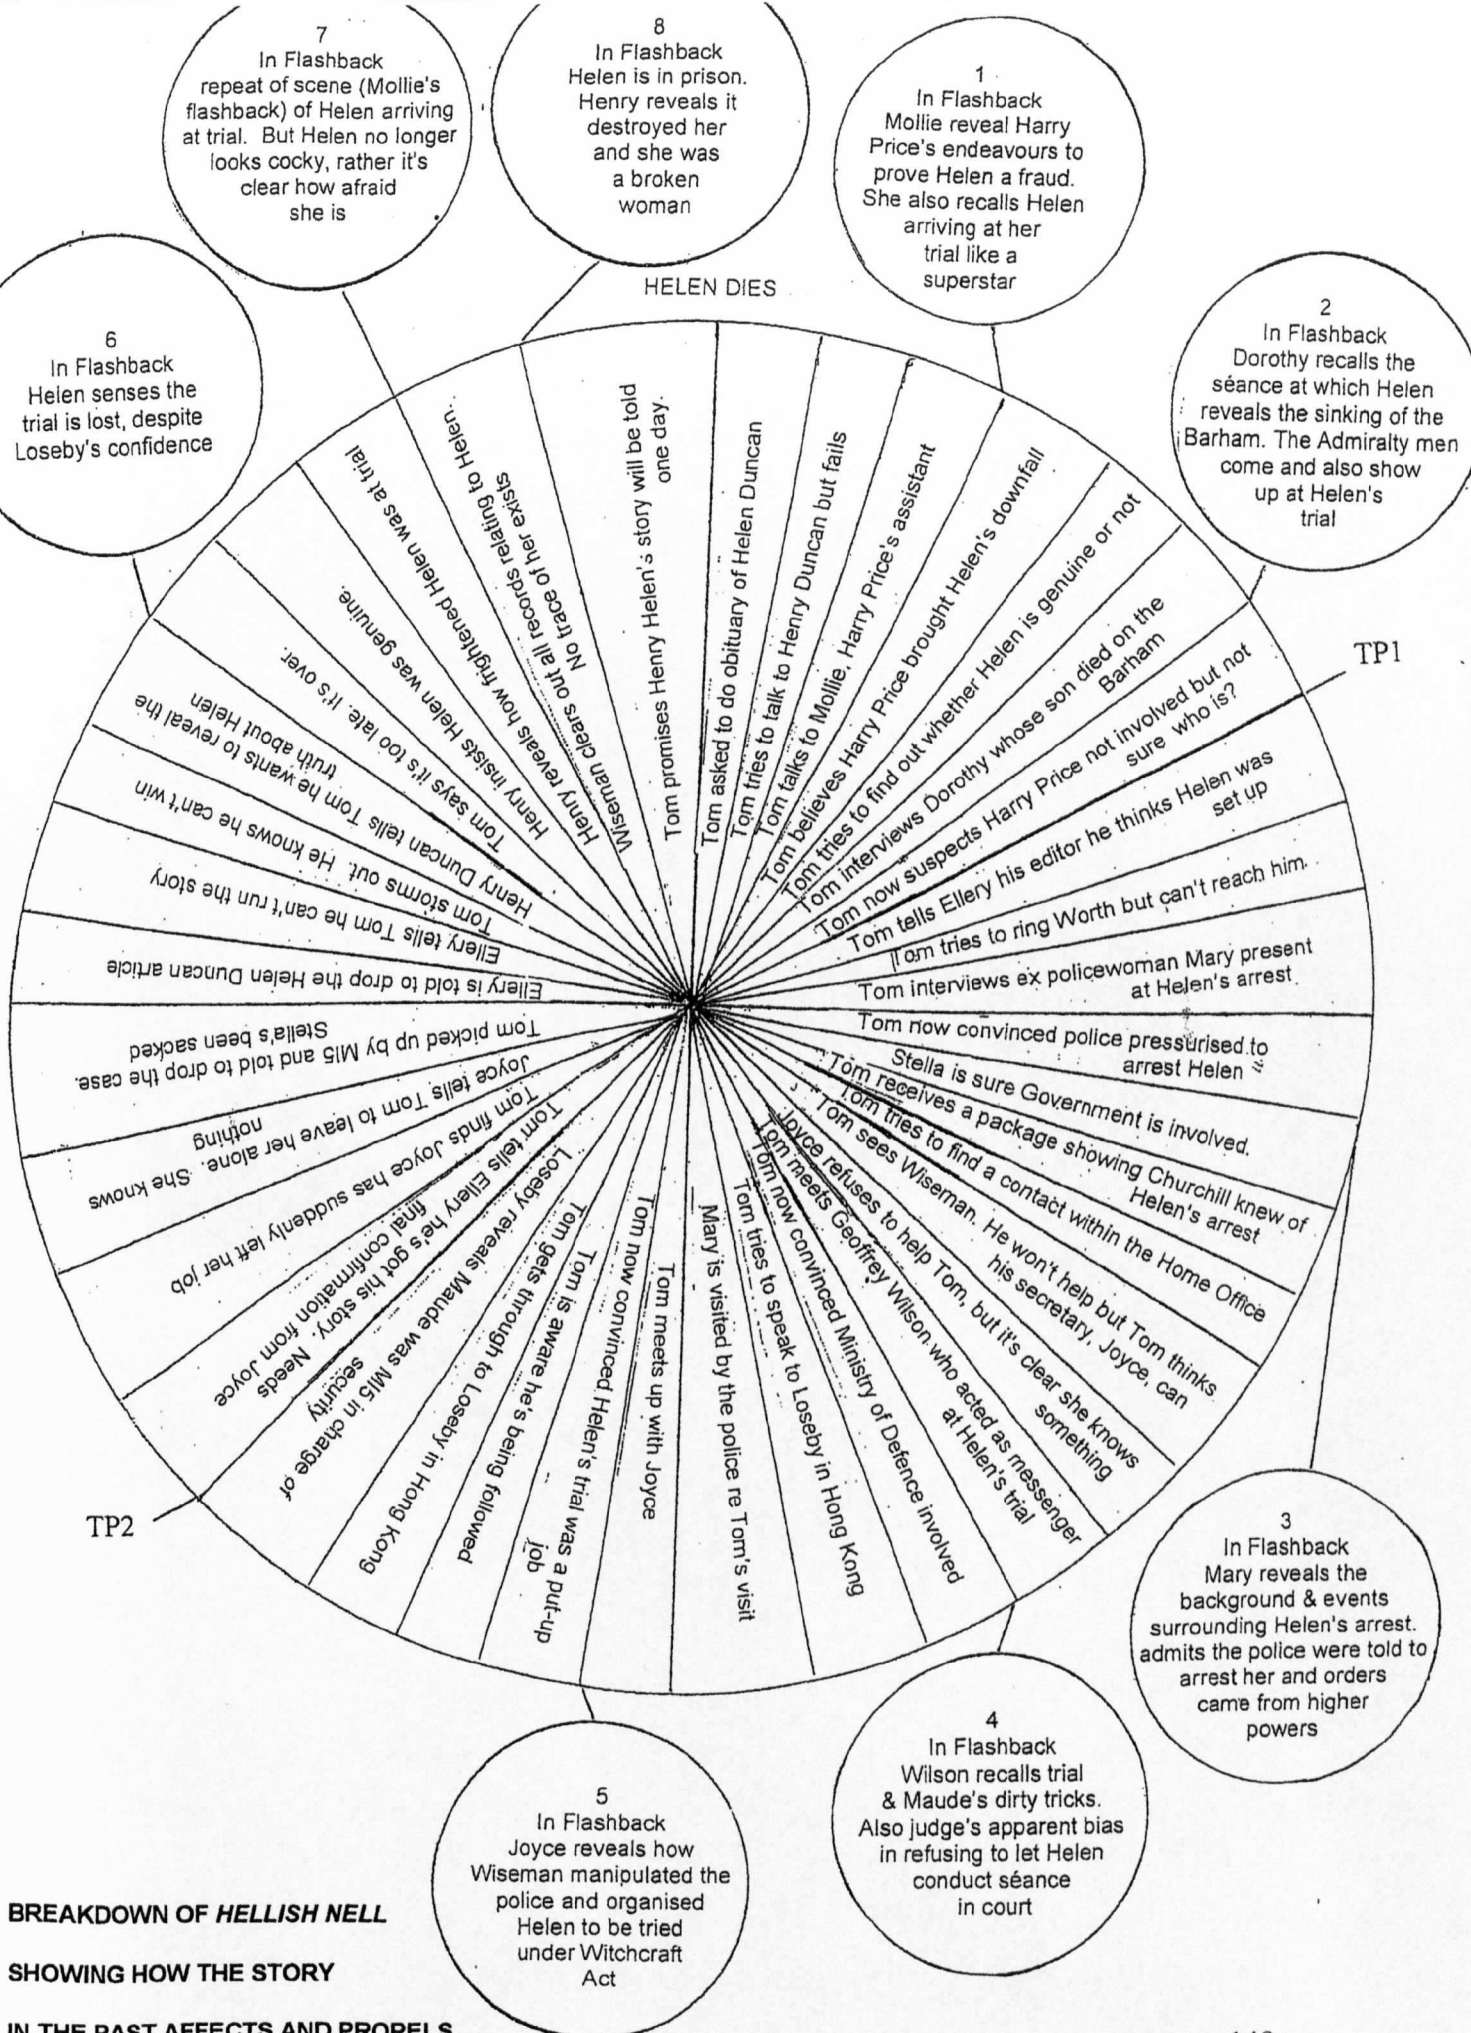 7
In Flashback
repeat of scene (Mollie's
flashback) of Helen arriving
at trial. But Helen no longer
looks cocky, rather it's
clear how afraid
she is
8
In Flashback
Helen is in prison.
Henry reveals it
destroyed her
and she was
a broken
woman
1
In Flashback
Mollie reveal Harry
Price's endeavours to
prove Helen a fraud.
She also recalls Helen
arriving at her
trial like a
superstar
2
In Flashback
Dorothy recalls the
séance at which Helen
reveals the sinking of the
Barham. The Admiralty men
come and also show
up at Helen's
trial
6
In Flashback
Helen senses the
trial is lost, despite
Loseby's confidence
HELEN DIES
Tom asked to do obituary of Helen Duncan
Tom tries to talk to Henry Duncan but fails
Tom talks to Mollie, Harry Price's assistant
Tom believes Harry Price brought Helen's downfall
Tom tries to find out whether Helen is genuine or not
Tom interviews Dorothy whose son died on the
Barham
Tom now suspects Harry Price not involved but not
sure who is?
TP1
Tom tells Ellery his editor he thinks Helen was
set up
Tom tries to ring Worth but can't reach him.
Tom interviews ex policewoman Mary present
at Helen's arrest.
Tom now convinced police pressurised to
arrest Helen
Stella is sure Government is involved.
Tom receives a package showing Churchill knew of
Helen's arrest
Tom tries to find a contact within the Home Office
Tom sees Wiseman. He won't help but Tom thinks
his secretary, Joyce, can
Joyce refuses to help Tom, but it's clear she knows
something
Tom meets Geoffrey Wilson who acted as messenger
at Helen's trial
Tom now convinced Ministry of Defence involved
Tom tries to speak to Loseby in Hong Kong
Mary is visited by the police re Tom's visit
Tom meets up with Joyce
Tom now convinced Helen's trial was a put-up
job
Tom is aware he's being followed
Tom gets through to Loseby in Hong Kong
Loseby reveals Maude was MI5 in charge of
security
TP2
Tom tells Ellery he's got his story. Needs
final confirmation from Joyce
Tom finds Joyce has suddenly left her job
Joyce tells Tom to leave her alone. She knows
nothing
Tom picked up by MI5 and told to drop the case.
Stella's been sacked
Ellery is told to drop the Helen Duncan article
Ellery tells Tom he can't run the story
Tom storms out. He knows he can't win
Henry Duncan tells Tom he wants to reveal the
truth about Helen
Tom says it's too late. It's over.
Henry insists Helen was genuine.
Henry reveals how frightened Helen was at trial
Wiseman clears out all records relating to Helen.
No trace of her exists
Tom promises Henry Helen's story will be told
one day.
3
In Flashback
Mary reveals the
background & events
surrounding Helen's arrest.
admits the police were told to
arrest her and orders
came from higher
powers
4
In Flashback
Wilson recalls trial
& Maude's dirty tricks.
Also judge's apparent bias
in refusing to let Helen
conduct séance
in court
5
In Flashback
Joyce reveals how
Wiseman manipulated the
police and organised
Helen to be tried
under Witchcraft
Act
BREAKDOWN OF HELLISH NELL
SHOWING HOW THE STORY
IN THE PAST AFFECTS AND PROPELS